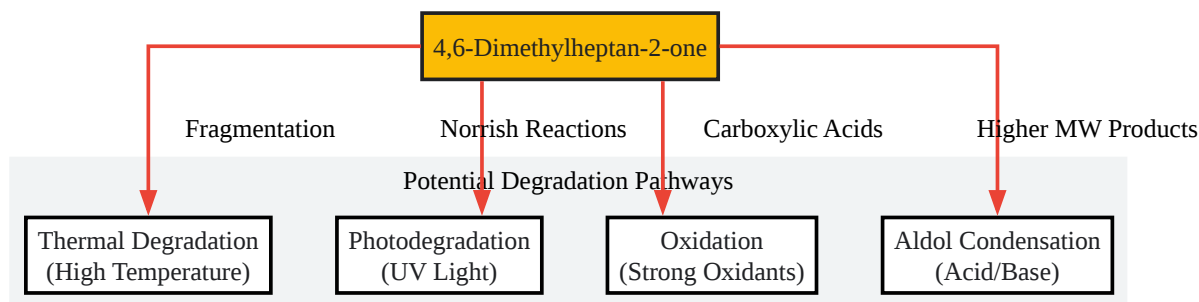 4,6-Dimethylheptan-2-one
Fragmentation
Norrish Reactions
Carboxylic Acids
Higher MW Products
Potential Degradation Pathways
Thermal Degradation
(High Temperature)
Photodegradation
(UV Light)
Oxidation
(Strong Oxidants)
Aldol Condensation
(Acid/Base)